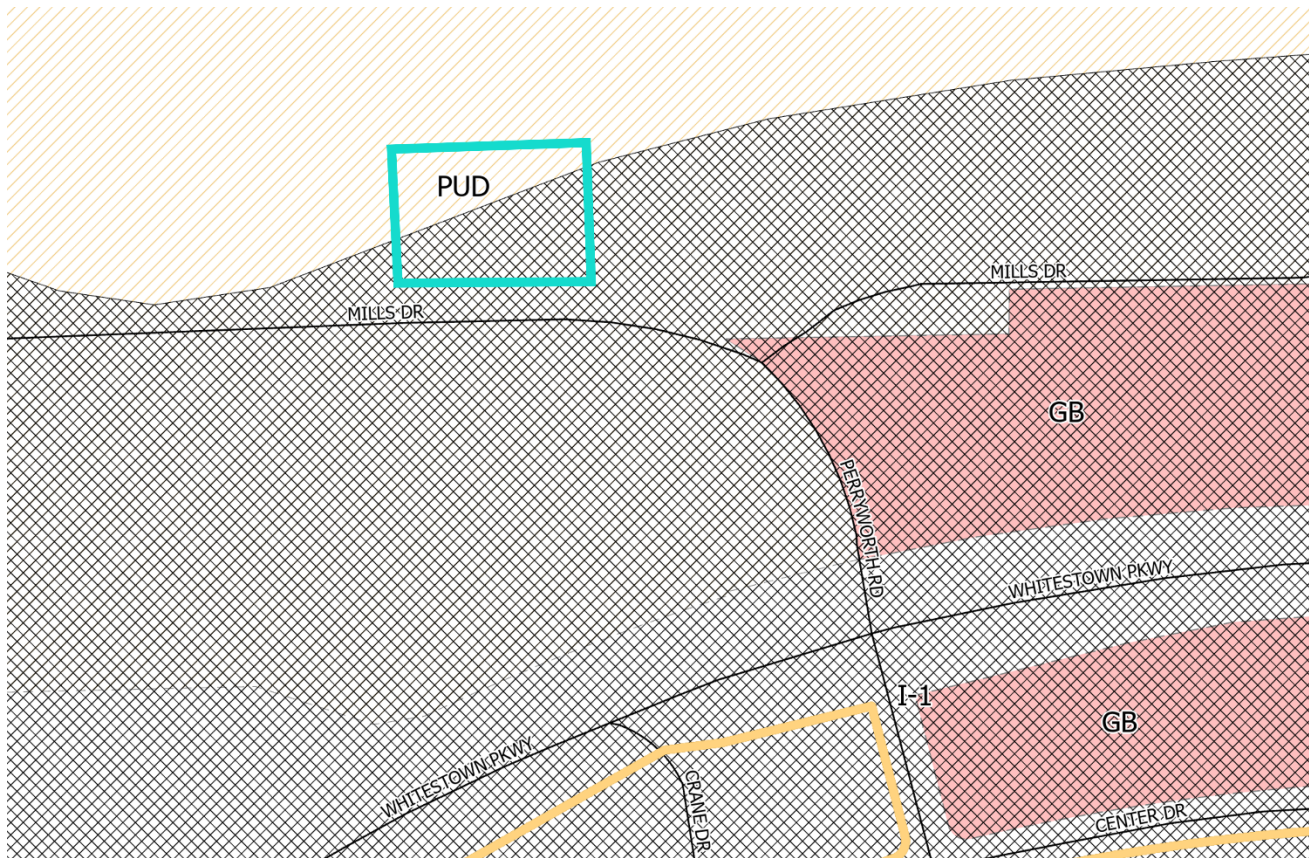 PUD
MILLS DR
MILLS DR
GB
PERRYWORTH RD
WHITESTOWN PKWY
I-1
GB
WHITESTOWN PKWY
CRANE DR
CENTER DR